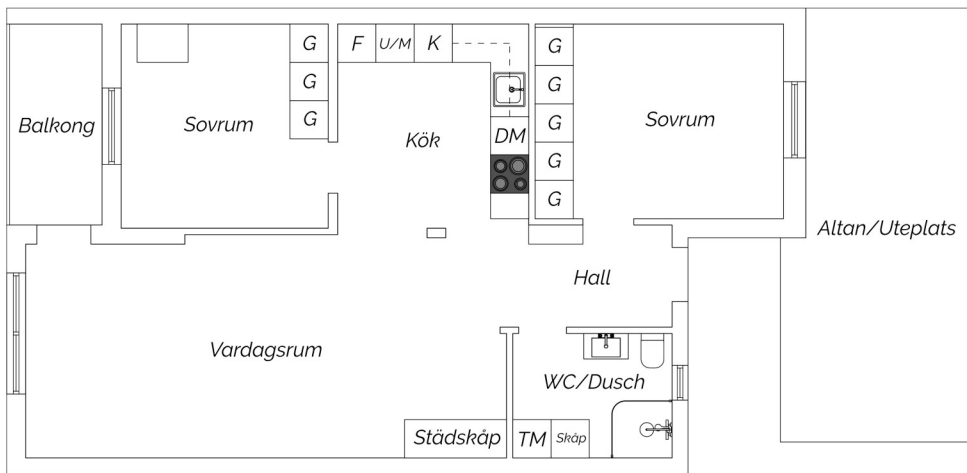 F
U/M
K
G
G
G
G
G
G
G
G
Balkong
Sovrum
Kök
DM
Sovrum
Altan/Uteplats
Hall
Vardagsrum
WC/Dusch
Städskåp
TM
Skåp